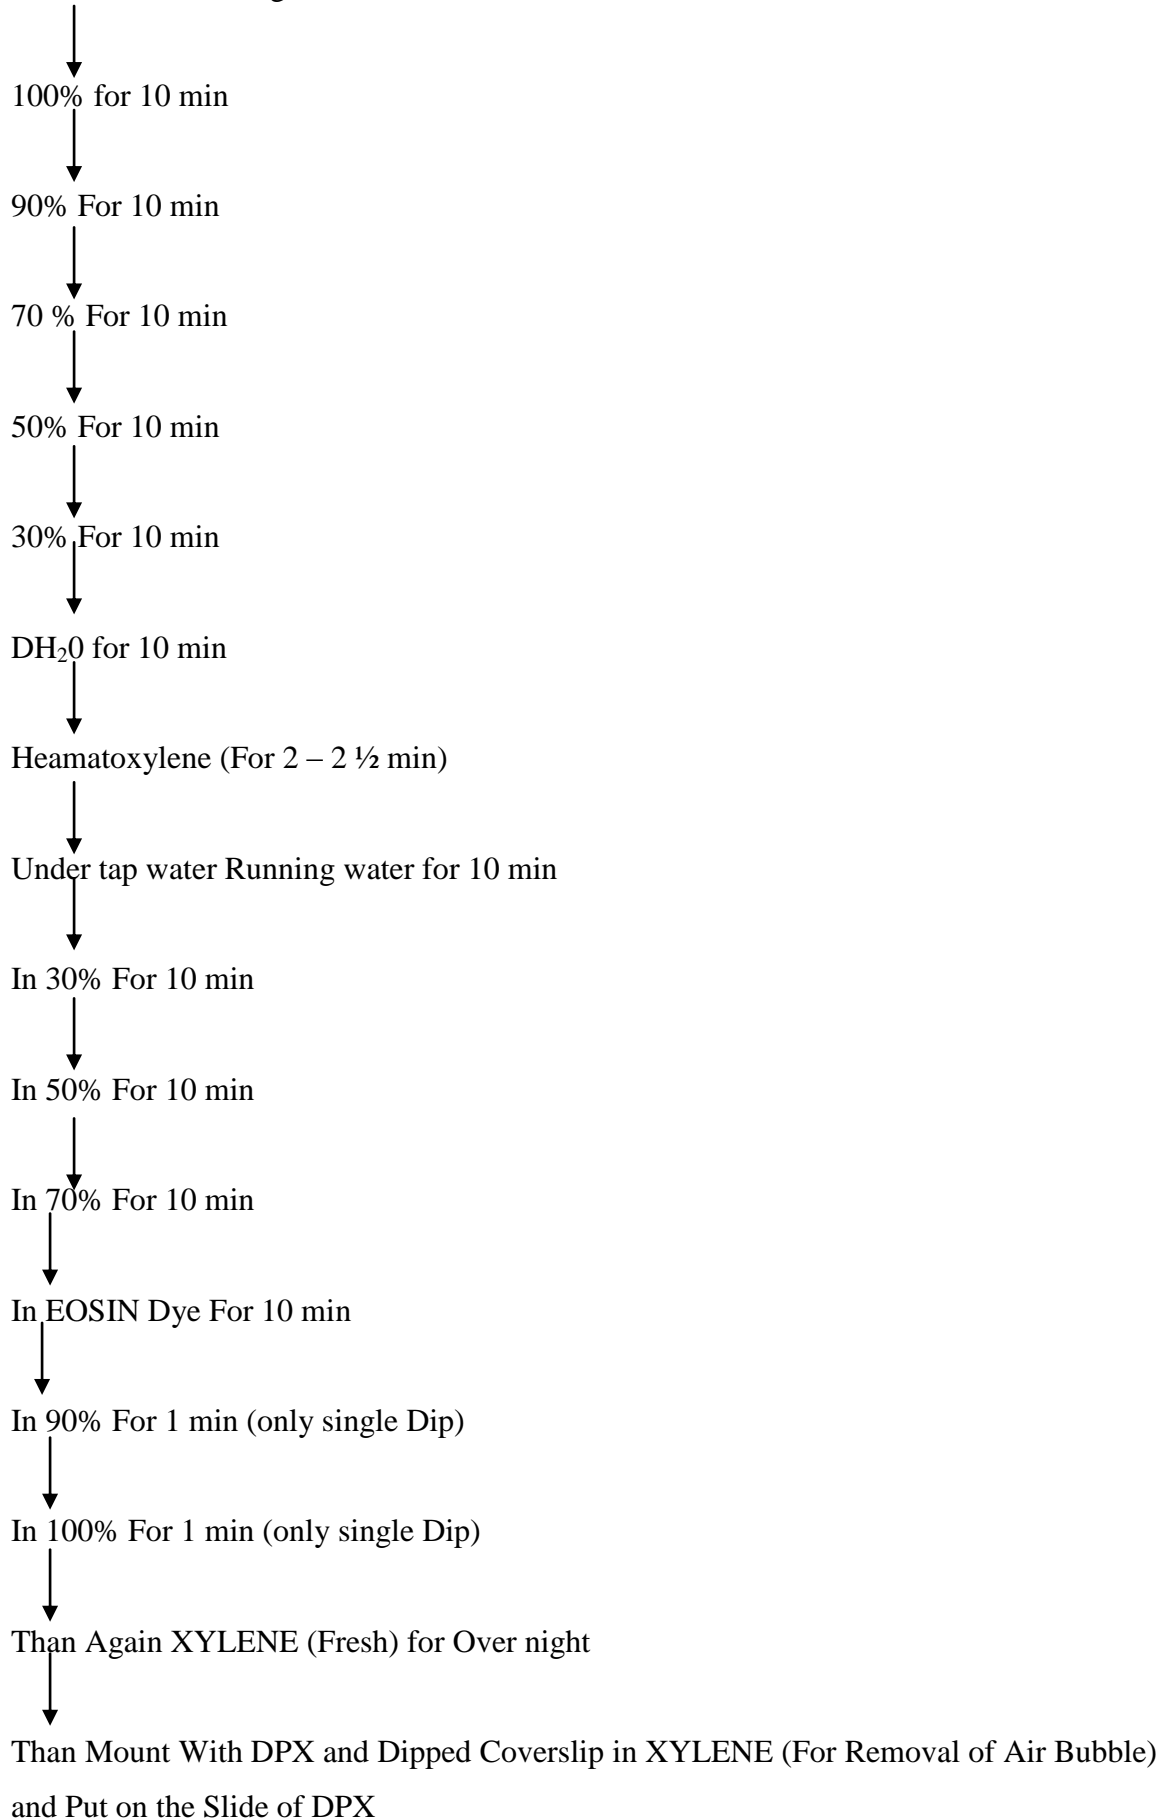 100% for 10 min
90% For 10 min
70 % For 10 min
50% For 10 min
30% For 10 min
DH₂0 for 10 min
Heamatoxylene (For 2 – 2 ½ min)
Under tap water Running water for 10 min
In 30% For 10 min
In 50% For 10 min
In 70% For 10 min
In EOSIN Dye For 10 min
In 90% For 1 min (only single Dip)
In 100% For 1 min (only single Dip)
Than Again XYLENE (Fresh) for Over night
Than Mount With DPX and Dipped Coverslip in XYLENE (For Removal of Air Bubble)
and Put on the Slide of DPX